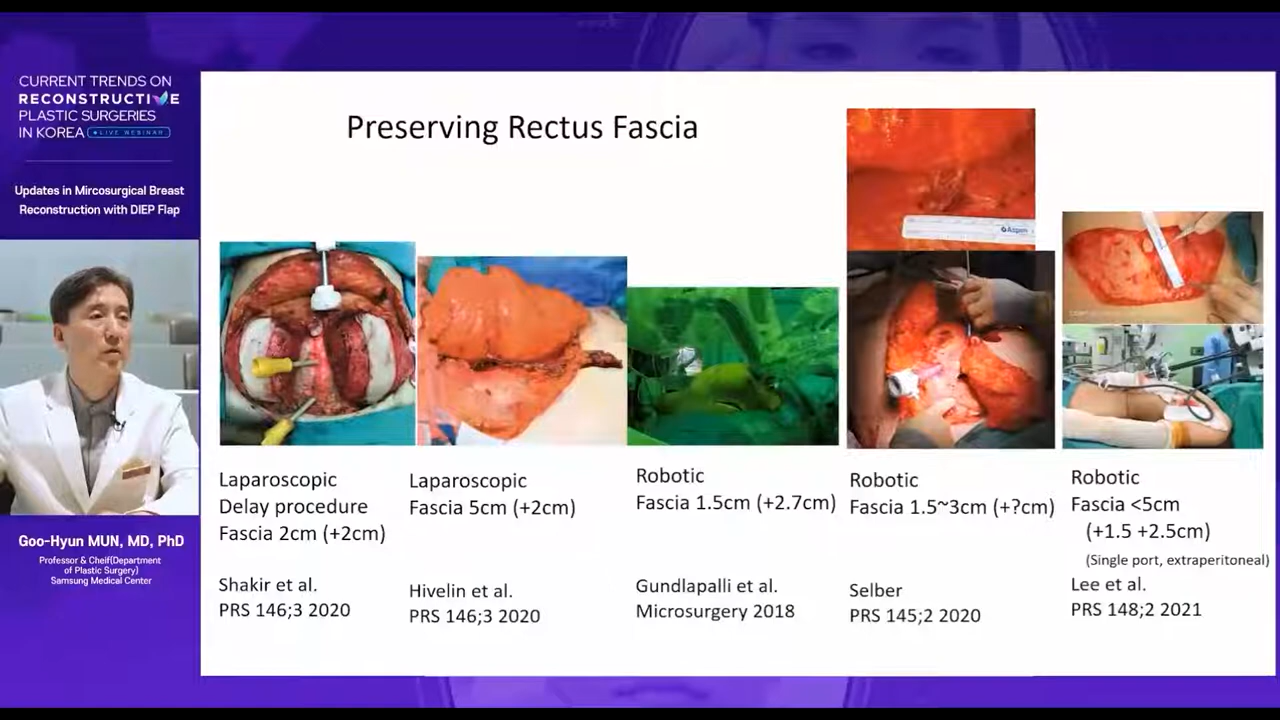 CURRENT TRENDS ON
RECONSTRUCTIVE
PLASTIC SURGERIES
IN KOREA LIVE WEBINAR
Updates in Mircosurgical Breast
Reconstruction with DIEP Flap
Goo-Hyun MUN, MD, PhD
Professor & Cheif(Department
of Plastic Surgery)
Samsung Medical Center
Preserving Rectus Fascia
Laparoscopic
Delay procedure
Fascia 2cm (+2cm)
Shakir et al.
PRS 146;3 2020
Laparoscopic
Fascia 5cm (+2cm)
Hivelin et al.
PRS 146;3 2020
Robotic
Fascia 1.5cm (+2.7cm)
Gundlapalli et al.
Microsurgery 2018
Robotic
Fascia 1.5~3cm (+?cm)
Selber
PRS 145;2 2020
Robotic
Fascia <5cm
(+1.5 +2.5cm)
(Single port, extraperitoneal)
Lee et al.
PRS 148;2 2021